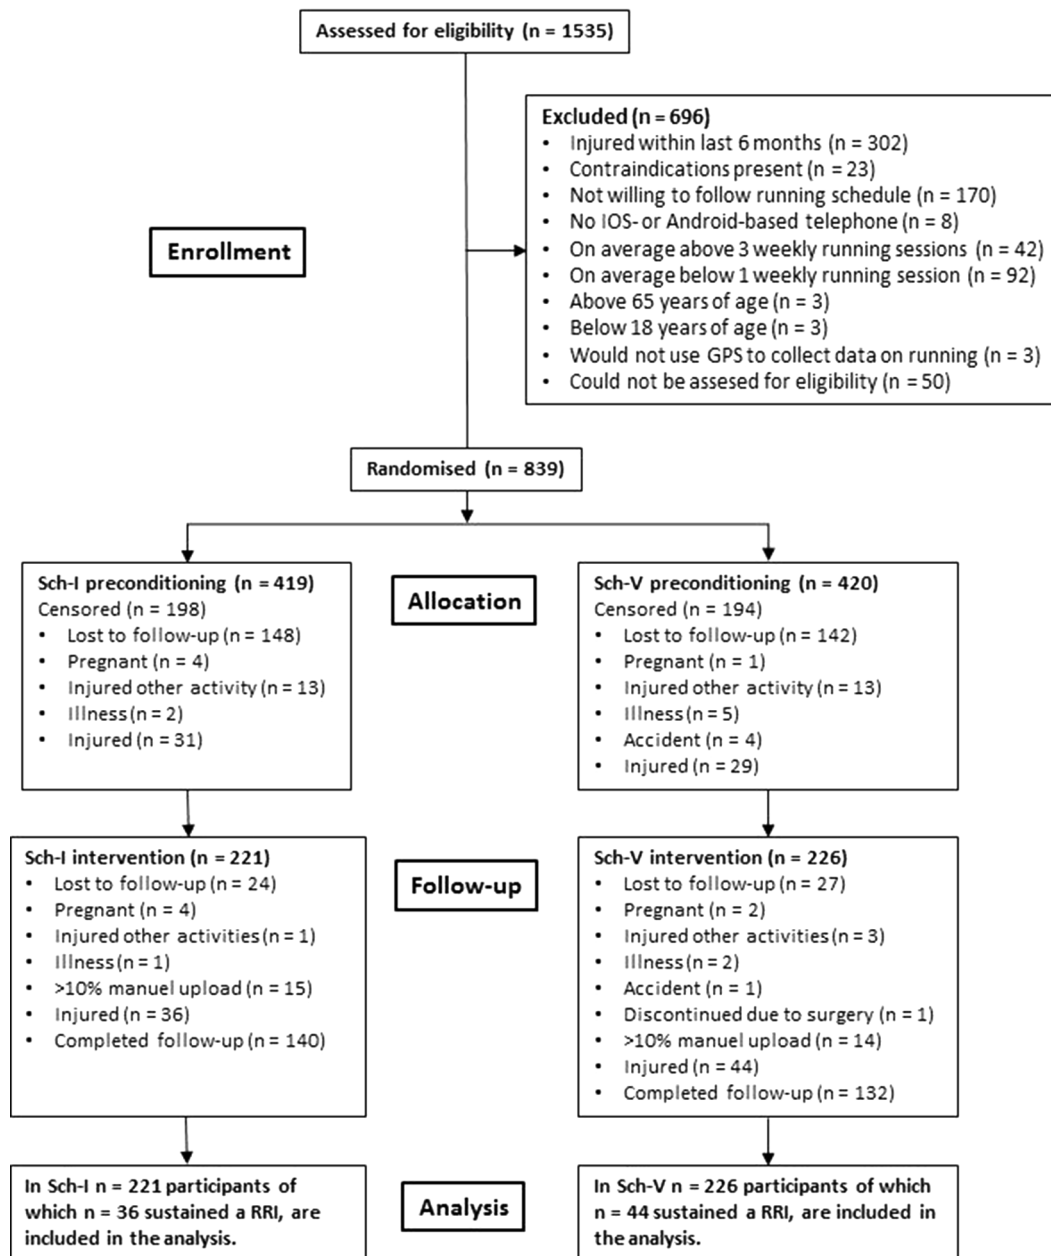 Assessed for eligibility (n = 1535)
Excluded (n = 696)
• Injured within last 6 months (n = 302)
• Contraindications present (n = 23)
• Not willing to follow running schedule (n = 170)
• No IOS- or Android-based telephone (n = 8)
• On average above 3 weekly running sessions (n = 42)
• On average below 1 weekly running session (n = 92)
• Above 65 years of age (n = 3)
• Below 18 years of age (n = 3)
• Would not use GPS to collect data on running (n = 3)
• Could not be assesed for eligibility (n = 50)
Enrollment
Randomised (n = 839)
Sch-I preconditioning (n = 419)
Censored (n = 198)
• Lost to follow-up (n = 148)
• Pregnant (n = 4)
• Injured other activity (n = 13)
• Illness (n = 2)
• Injured (n = 31)
Allocation
Sch-V preconditioning (n = 420)
Censored (n = 194)
• Lost to follow-up (n = 142)
• Pregnant (n = 1)
• Injured other activity (n = 13)
• Illness (n = 5)
• Accident (n = 4)
• Injured (n = 29)
Sch-I intervention (n = 221)
• Lost to follow-up (n = 24)
• Pregnant (n = 4)
• Injured other activities (n = 1)
• Illness (n = 1)
• >10% manuel upload (n = 15)
• Injured (n = 36)
• Completed follow-up (n = 140)
Follow-up
Sch-V intervention (n = 226)
• Lost to follow-up (n = 27)
• Pregnant (n = 2)
• Injured other activities (n = 3)
• Illness (n = 2)
• Accident (n = 1)
• Discontinued due to surgery (n = 1)
• >10% manuel upload (n = 14)
• Injured (n = 44)
• Completed follow-up (n = 132)
In Sch-I n = 221 participants of
which n = 36 sustained a RRI, are
included in the analysis.
Analysis
In Sch-V n = 226 participants of which
n = 44 sustained a RRI, are included in
the analysis.